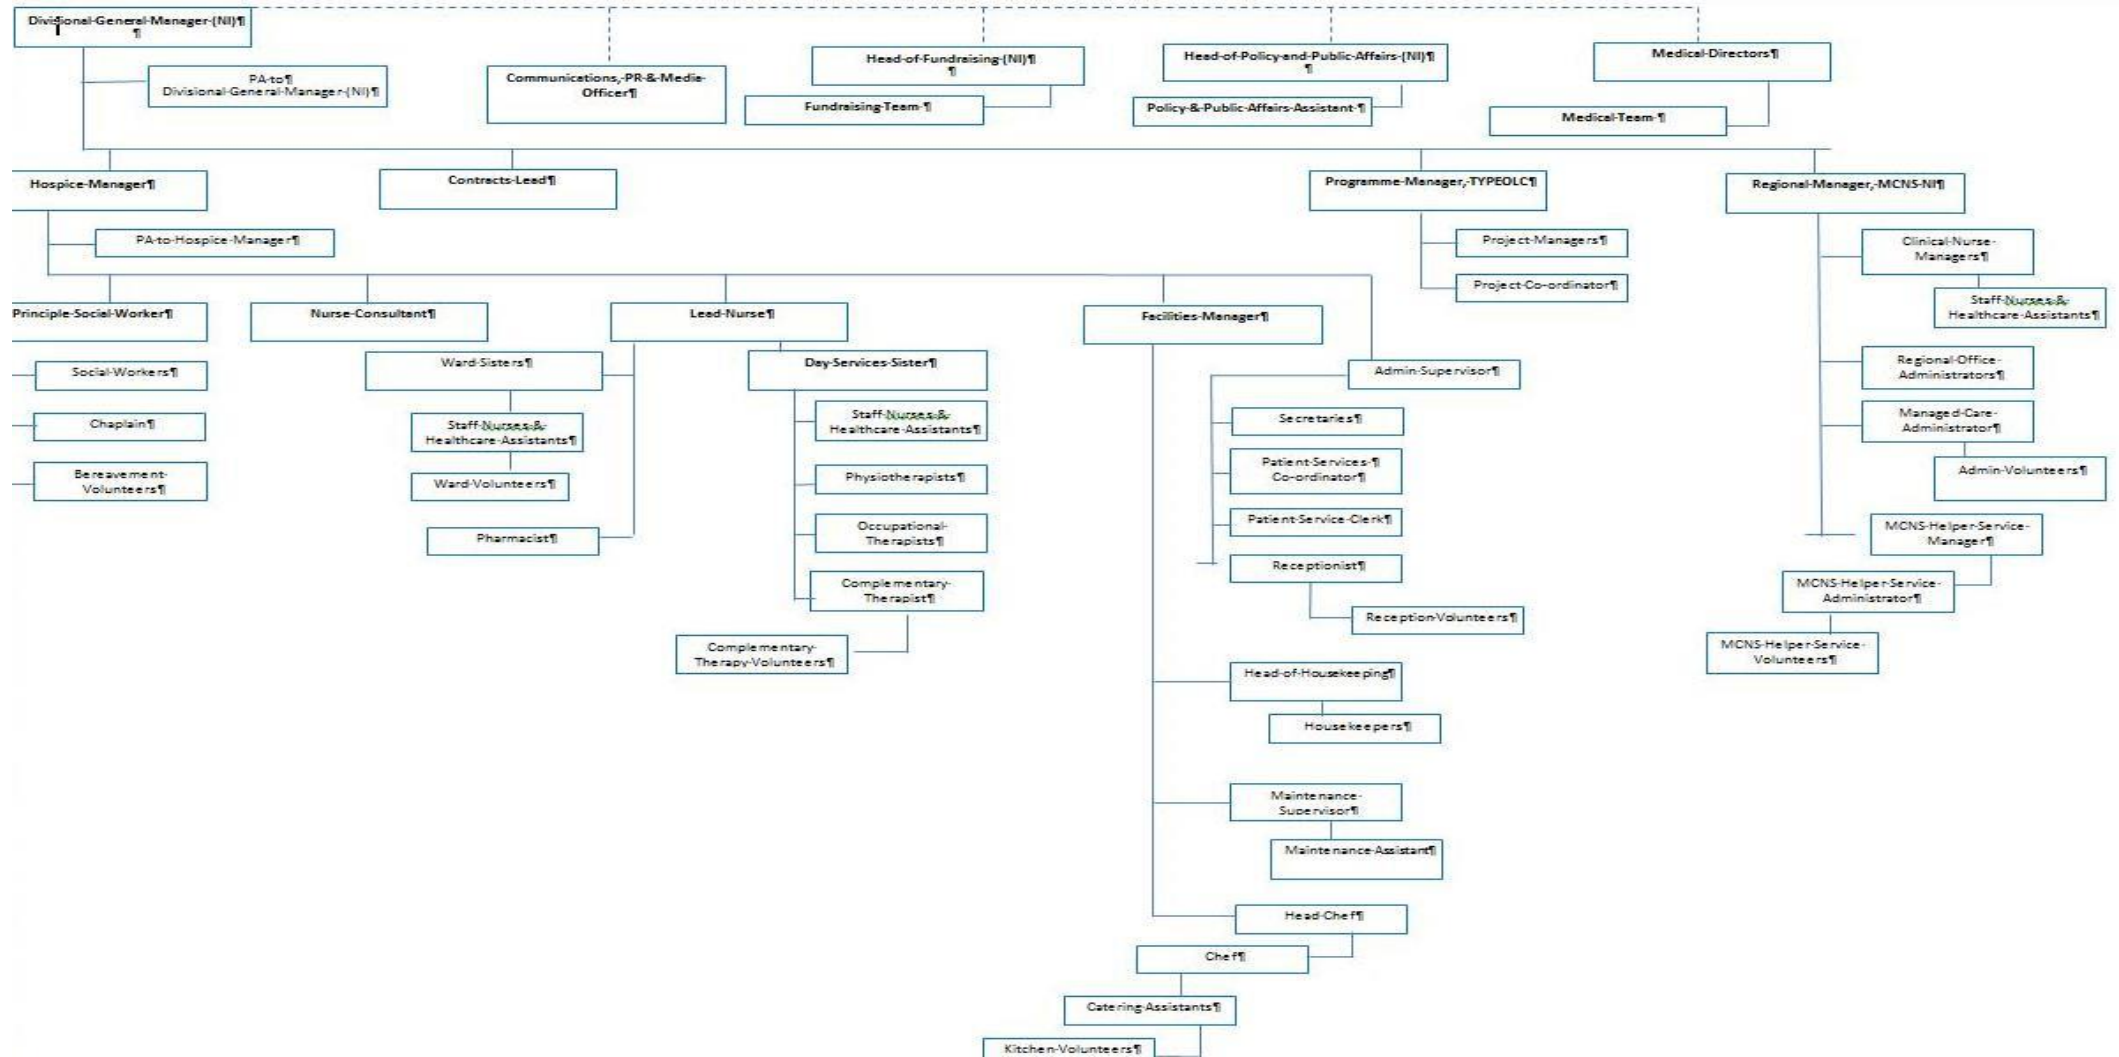 Divisional General Manager (NI)¶
¶
PA to¶
Divisional General Manager (NI)¶
Communications, PR & Media
Officer¶
Head of Fundraising (NI)¶
¶
Fundraising Team ¶
Head of Policy and Public Affairs (NI)¶
¶
Policy & Public Affairs Assistant ¶
Medical Directors¶
Medical Team ¶
Hospice Manager¶
Contracts Lead¶
Programme Manager, TYPEOLC¶
Regional Manager, MCNS NI¶
PA to Hospice Manager¶
Project Managers¶
Project Co-ordinator¶
Clinical Nurse
Managers¶
Staff Nurses &
Healthcare Assistants¶
Principle Social Worker¶
Nurse Consultant¶
Lead Nurse¶
Facilities Manager¶
Social Workers¶
Chaplain¶
Bereavement
Volunteers¶
Ward Sisters¶
Staff Nurses &
Healthcare Assistants¶
Ward Volunteers¶
Pharmacist¶
Day Services Sister¶
Staff Nurses &
Healthcare Assistants¶
Physiotherapists¶
Occupational
Therapists¶
Complementary
Therapist¶
Complementary
Therapy Volunteers¶
Admin Supervisor¶
Secretaries¶
Patient Services ¶
Co-ordinator¶
Patient Service Clerk¶
Receptionist¶
Reception Volunteers¶
Regional Office
Administrators¶
Managed Care
Administrator¶
Admin Volunteers¶
MCNS Helper Service
Manager¶
MCNS Helper Service
Administrator¶
MCNS Helper Service
Volunteers¶
Head of Housekeeping¶
Housekeepers¶
Maintenance
Supervisor¶
Maintenance Assistant¶
Head Chef¶
Chef¶
Catering Assistants¶
Kitchen Volunteers¶